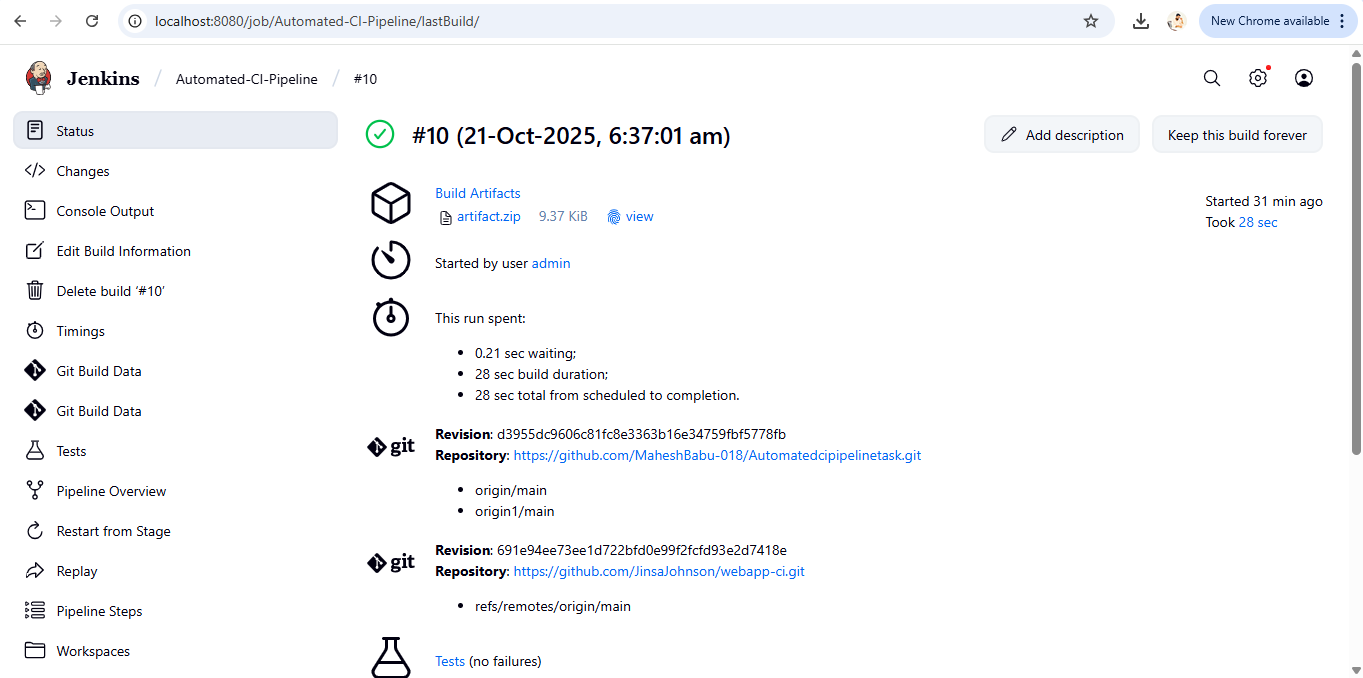 localhost:8080/job/Automated-CI-Pipeline/lastBuild/
New Chrome available
Jenkins / Automated-CI-Pipeline / #10
Status
Changes
Console Output
Edit Build Information
Delete build ‘#10’
Timings
Git Build Data
Git Build Data
Tests
Pipeline Overview
Restart from Stage
Replay
Pipeline Steps
Workspaces
#10 (21-Oct-2025, 6:37:01 am)
Add description
Keep this build forever
Build Artifacts
artifact.zip 9.37 KiB view
Started 31 min ago
Took 28 sec
Started by user admin
This run spent:
0.21 sec waiting;
28 sec build duration;
28 sec total from scheduled to completion.
git
Revision: d3955dc9606c81fc8e3363b16e34759fbf5778fb
Repository: https://github.com/MaheshBabu-018/Automatedcipipelinetask.git
origin/main
origin1/main
git
Revision: 691e94ee73ee1d722bfd0e99f2fcfd93e2d7418e
Repository: https://github.com/JinsaJohnson/webapp-ci.git
refs/remotes/origin/main
Tests (no failures)